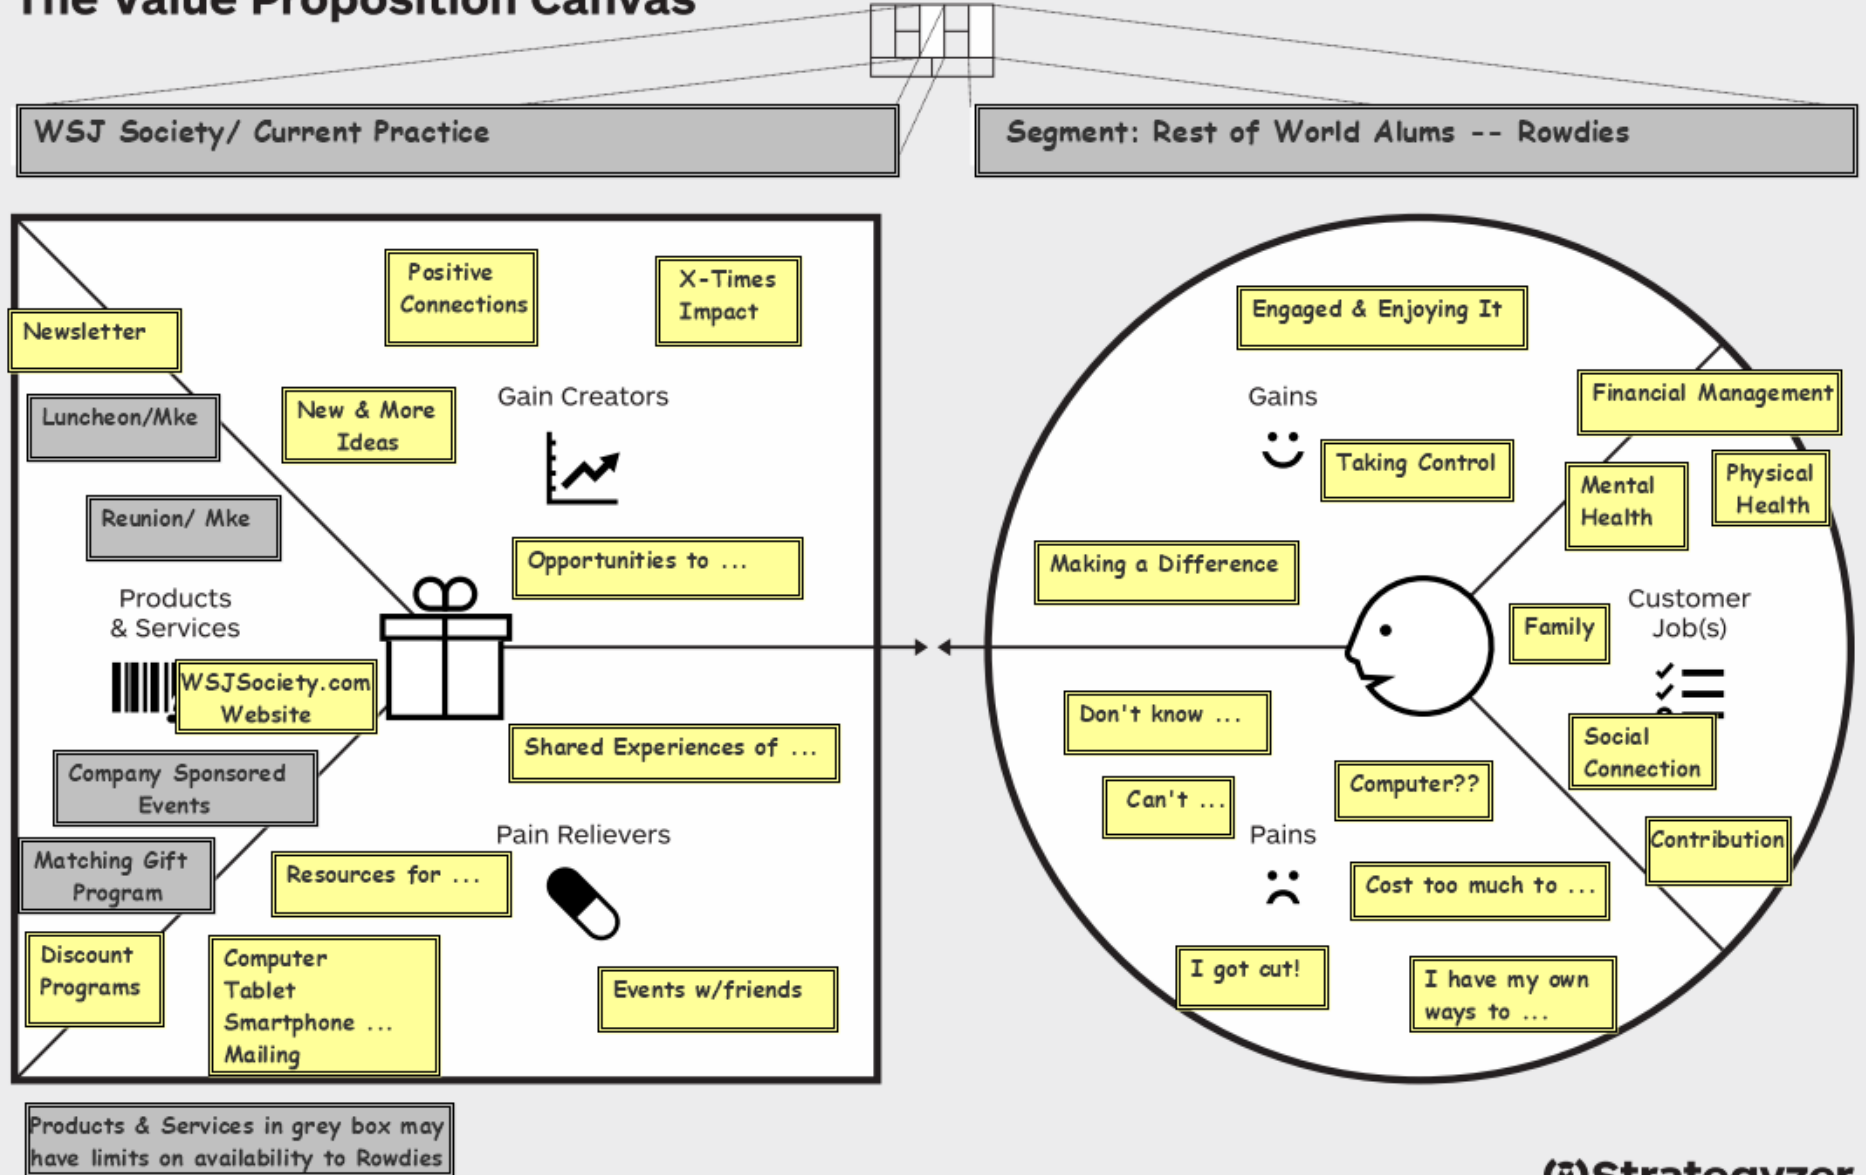 The Value Proposition Canvas
WSJ Society/ Current Practice
Segment: Rest of World Alums -- Rowdies
Positive
Connections
X-Times
Impact
Newsletter
Luncheon/Mke
New & More
Ideas
Gain Creators
Reunion/ Mke
Opportunities to ...
Products
& Services
WSJSociety.com
Website
Shared Experiences of ...
Company Sponsored
Events
Pain Relievers
Matching Gift
Program
Resources for ...
Discount
Programs
Computer
Tablet
Smartphone ...
Mailing
Events w/friends
Products & Services in grey box may
have limits on availability to Rowdies
Engaged & Enjoying It
Gains
Financial Management
Taking Control
Mental
Health
Physical
Health
Making a Difference
Family
Customer
Job(s)
Don't know ...
Social
Connection
Computer??
Can't ...
Pains
Contribution
Cost too much to ...
I got cut!
I have my own
ways to ...
Strategyzer